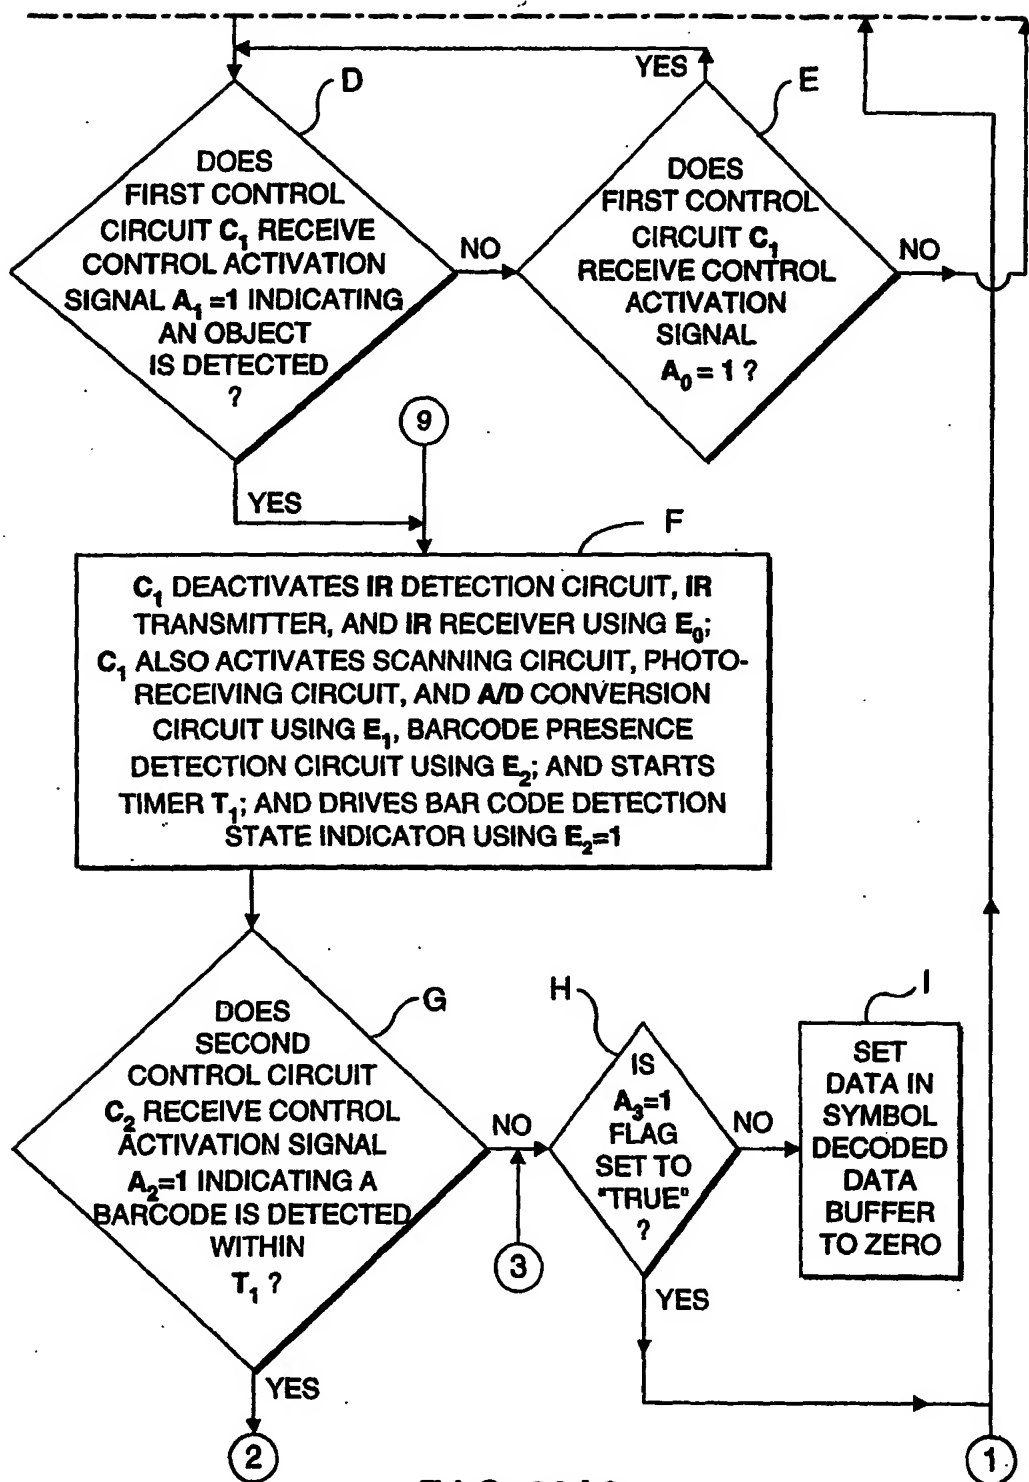 YES
D
E
DOES
FIRST CONTROL
CIRCUIT C1 RECEIVE
CONTROL ACTIVATION
SIGNAL A1 =1 INDICATING
AN OBJECT
IS DETECTED
?
NO
DOES
FIRST CONTROL
CIRCUIT C1
RECEIVE CONTROL
ACTIVATION
SIGNAL
A0 = 1 ?
NO
9
YES
F
C1 DEACTIVATES IR DETECTION CIRCUIT, IR
TRANSMITTER, AND IR RECEIVER USING E0;
C1 ALSO ACTIVATES SCANNING CIRCUIT, PHOTO-
RECEIVING CIRCUIT, AND A/D CONVERSION
CIRCUIT USING E1, BARCODE PRESENCE
DETECTION CIRCUIT USING E2; AND STARTS
TIMER T1; AND DRIVES BAR CODE DETECTION
STATE INDICATOR USING E2=1
G
DOES
SECOND
CONTROL CIRCUIT
C2 RECEIVE CONTROL
ACTIVATION SIGNAL
A2=1 INDICATING A
BARCODE IS DETECTED
WITHIN
T1 ?
NO
3
H
IS
A3=1
FLAG
SET TO
"TRUE"
?
NO
I
SET
DATA IN
SYMBOL
DECODED
DATA
BUFFER
TO ZERO
YES
YES
2
1